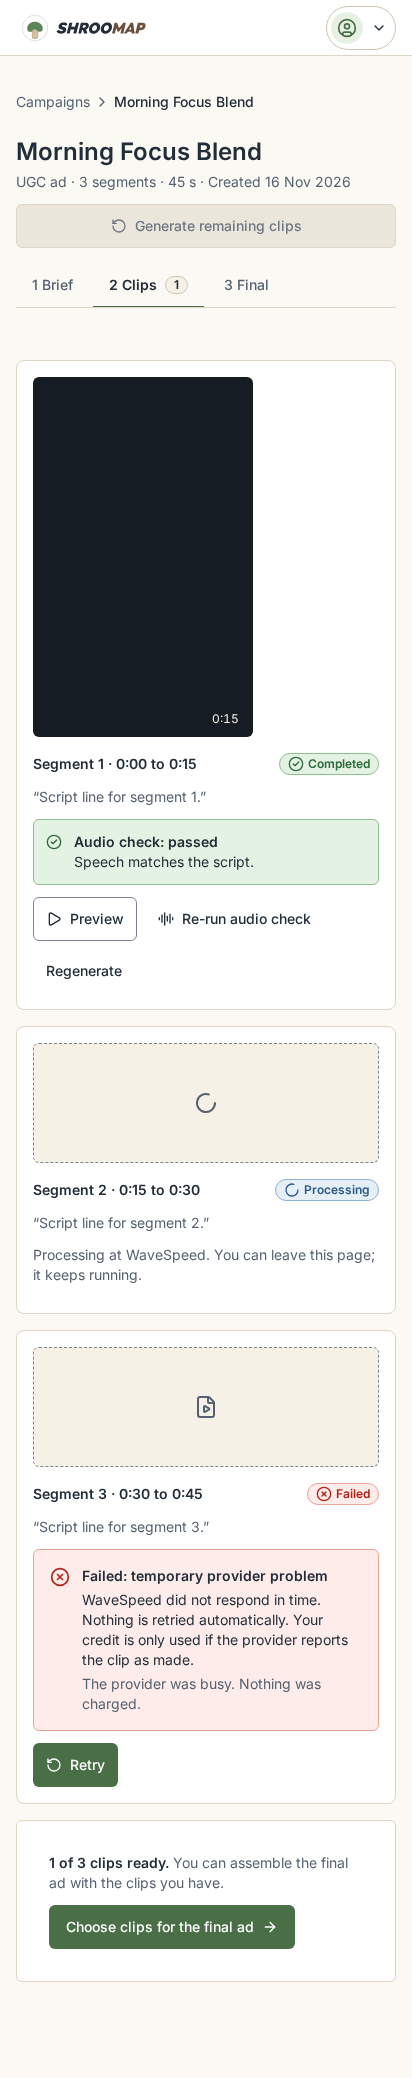 SHROOMAP
Campaigns > Morning Focus Blend
Morning Focus Blend
UGC ad · 3 segments · 45 s · Created 16 Nov 2026
Generate remaining clips
1 Brief
2 Clips 1
3 Final
0:15
Segment 1 · 0:00 to 0:15
Completed
“Script line for segment 1.”
Audio check: passed
Speech matches the script.
Preview
Re-run audio check
Regenerate
Segment 2 · 0:15 to 0:30
Processing
“Script line for segment 2.”
Processing at WaveSpeed. You can leave this page;
it keeps running.
Segment 3 · 0:30 to 0:45
Failed
“Script line for segment 3.”
Failed: temporary provider problem
WaveSpeed did not respond in time.
Nothing is retried automatically. Your
credit is only used if the provider reports
the clip as made.
The provider was busy. Nothing was
charged.
Retry
1 of 3 clips ready. You can assemble the final
ad with the clips you have.
Choose clips for the final ad